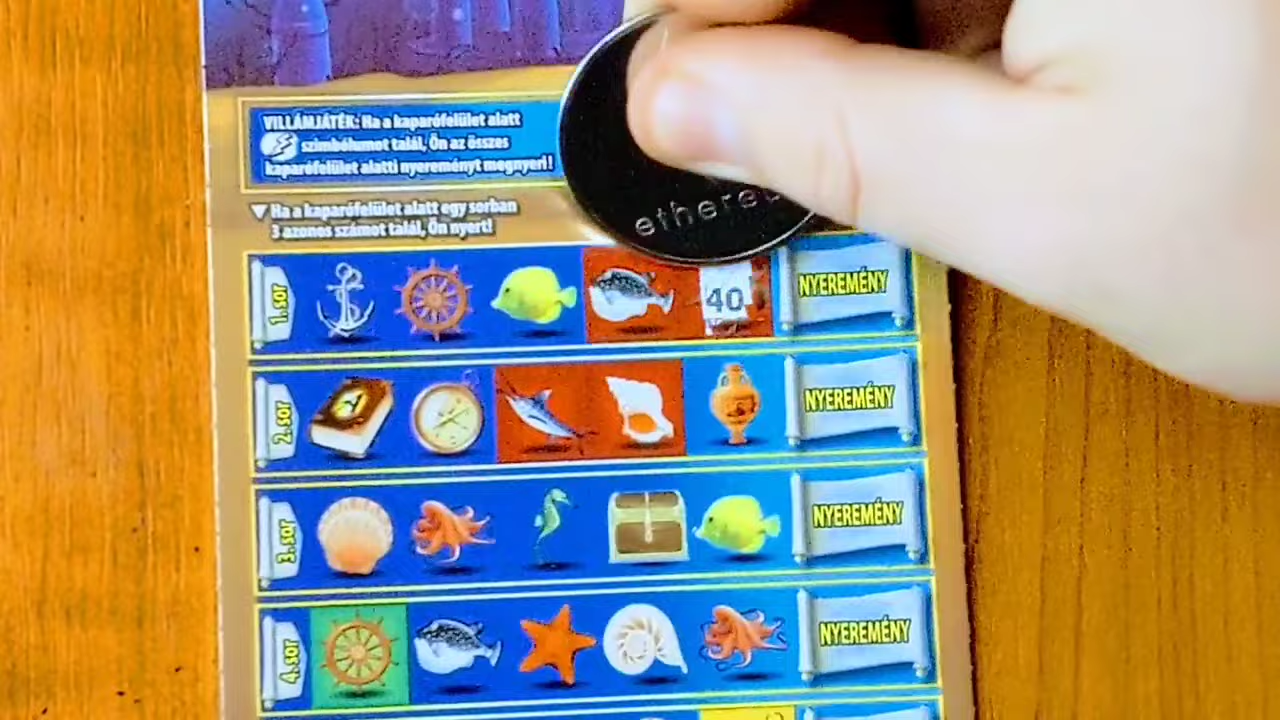 VILLÁMJÁTÉK: Ha a kaparófelület alatt
szimbólumot talál, Ön az összes
kaparófelület alatti nyereményt megnyeri!
Ha a kaparófelület alatt egy sorban
3 azonos számot talál, Ön nyert!
ethere
1. sor
40
NYEREMÉNY
2. sor
NYEREMÉNY
3. sor
NYEREMÉNY
4. sor
NYEREMÉNY